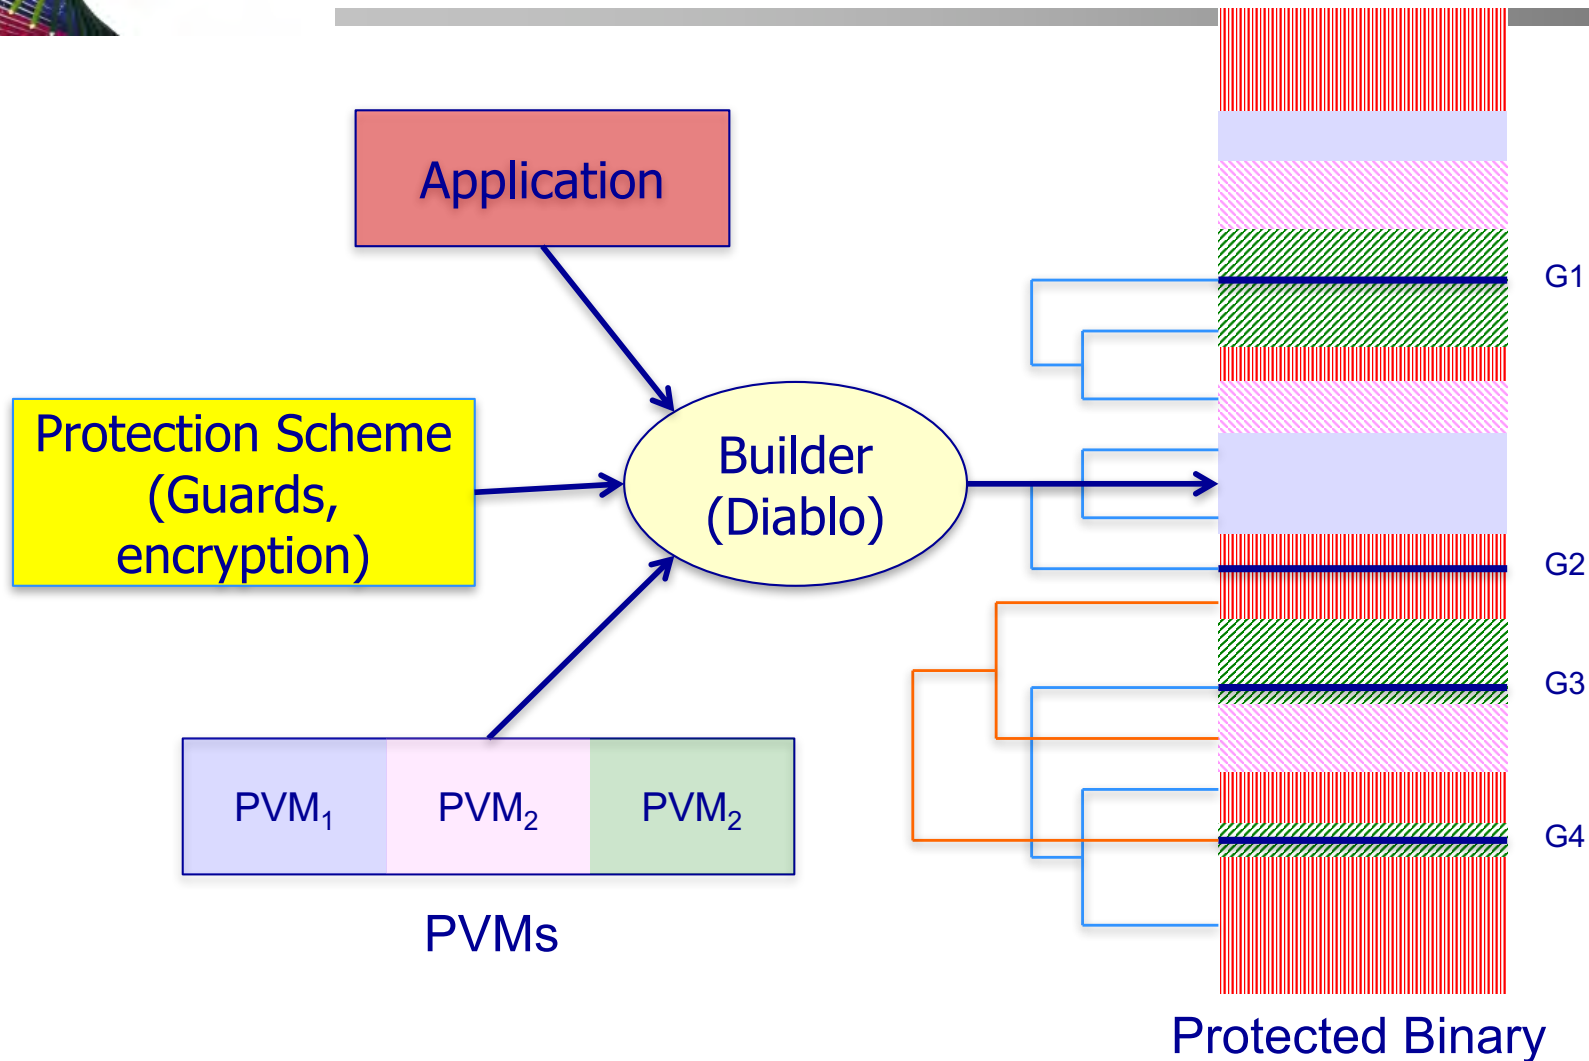 Application
Protection Scheme
(Guards,
encryption)
Builder
(Diablo)
PVM₁
PVM₂
PVM₂
PVMs
G1
G2
G3
G4
Protected Binary